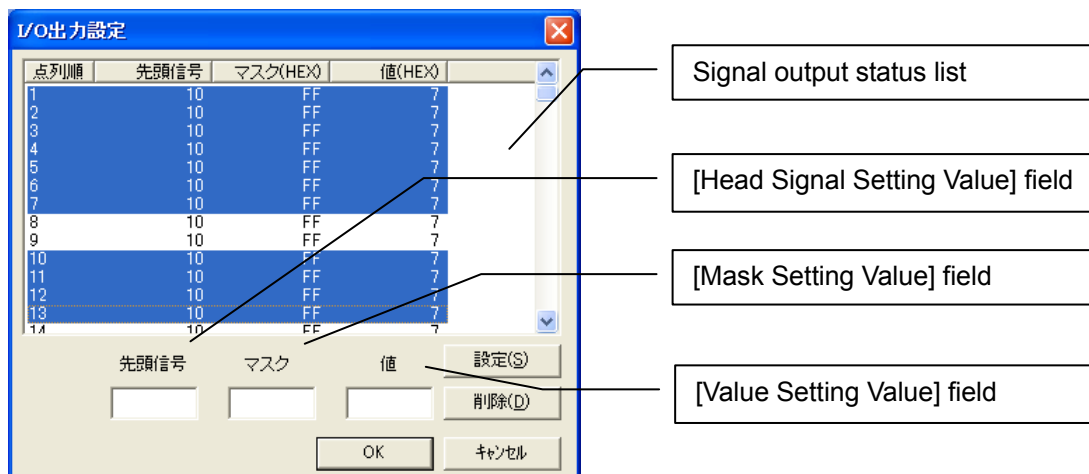 I/O出力設定
点列順 先頭信号 マスク(HEX) 値(HEX)
1 10 FF 7
2 10 FF 7
3 10 FF 7
4 10 FF 7
5 10 FF 7
6 10 FF 7
7 10 FF 7
8 10 FF 7
9 10 FF 7
10 10 FF 7
11 10 FF 7
12 10 FF 7
13 10 FF 7
14 10 FF 7
先頭信号 マスク 値 設定(S)
削除(D)
OK キャンセル
Signal output status list
[Head Signal Setting Value] field
[Mask Setting Value] field
[Value Setting Value] field